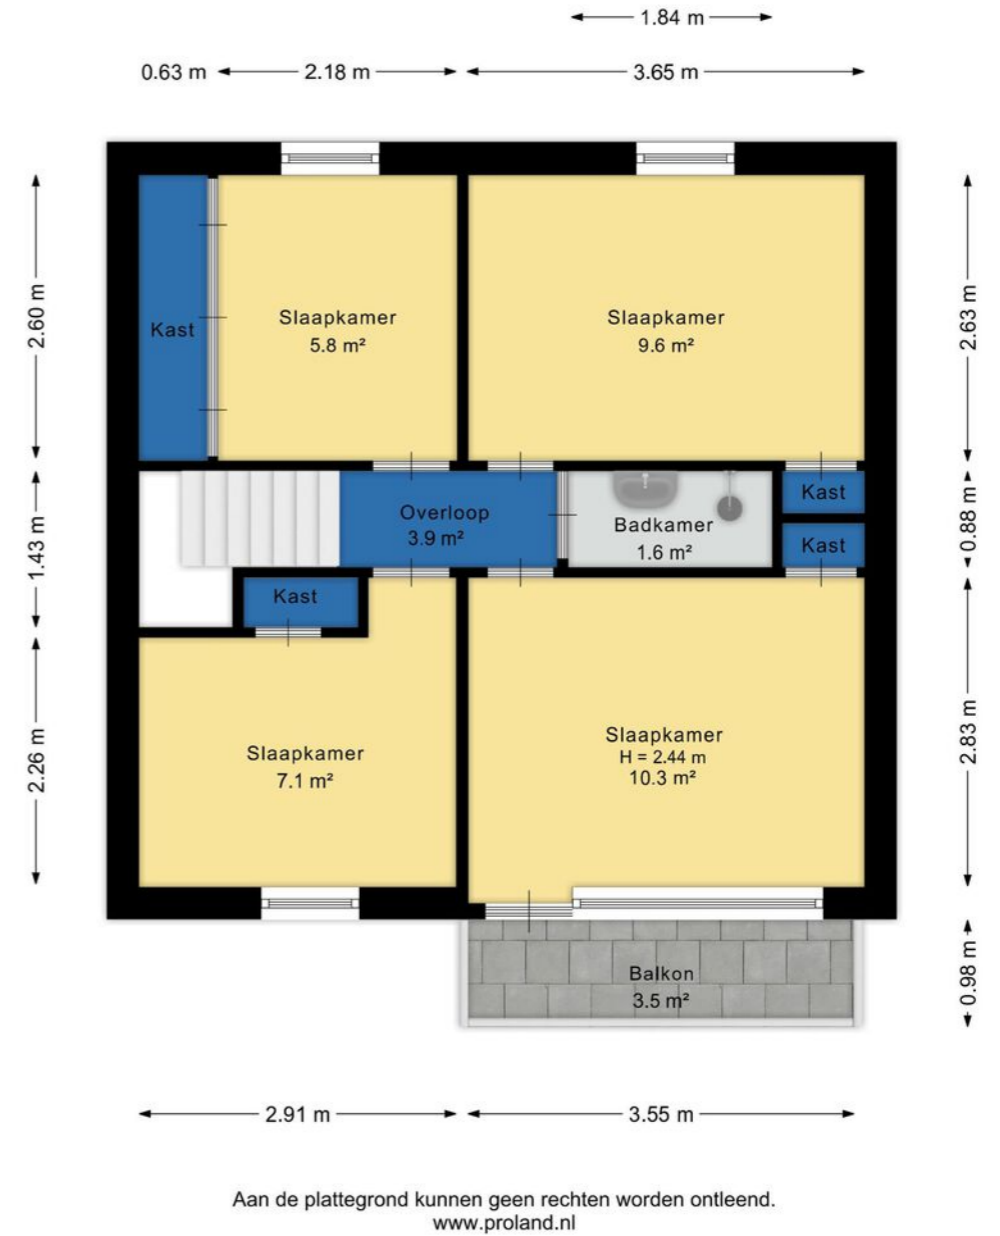 1.84 m
0.63 m
2.18 m
3.65 m
2.60 m
2.63 m
Kast
Slaapkamer
5.8 m²
Slaapkamer
9.6 m²
1.43 m
Overloop
3.9 m²
Badkamer
1.6 m²
Kast
Kast
0.88 m
Kast
2.26 m
Slaapkamer
7.1 m²
Slaapkamer
H = 2.44 m
10.3 m²
2.83 m
Balkon
3.5 m²
0.98 m
2.91 m
3.55 m
Aan de plattegrond kunnen geen rechten worden ontleend.
www.proland.nl